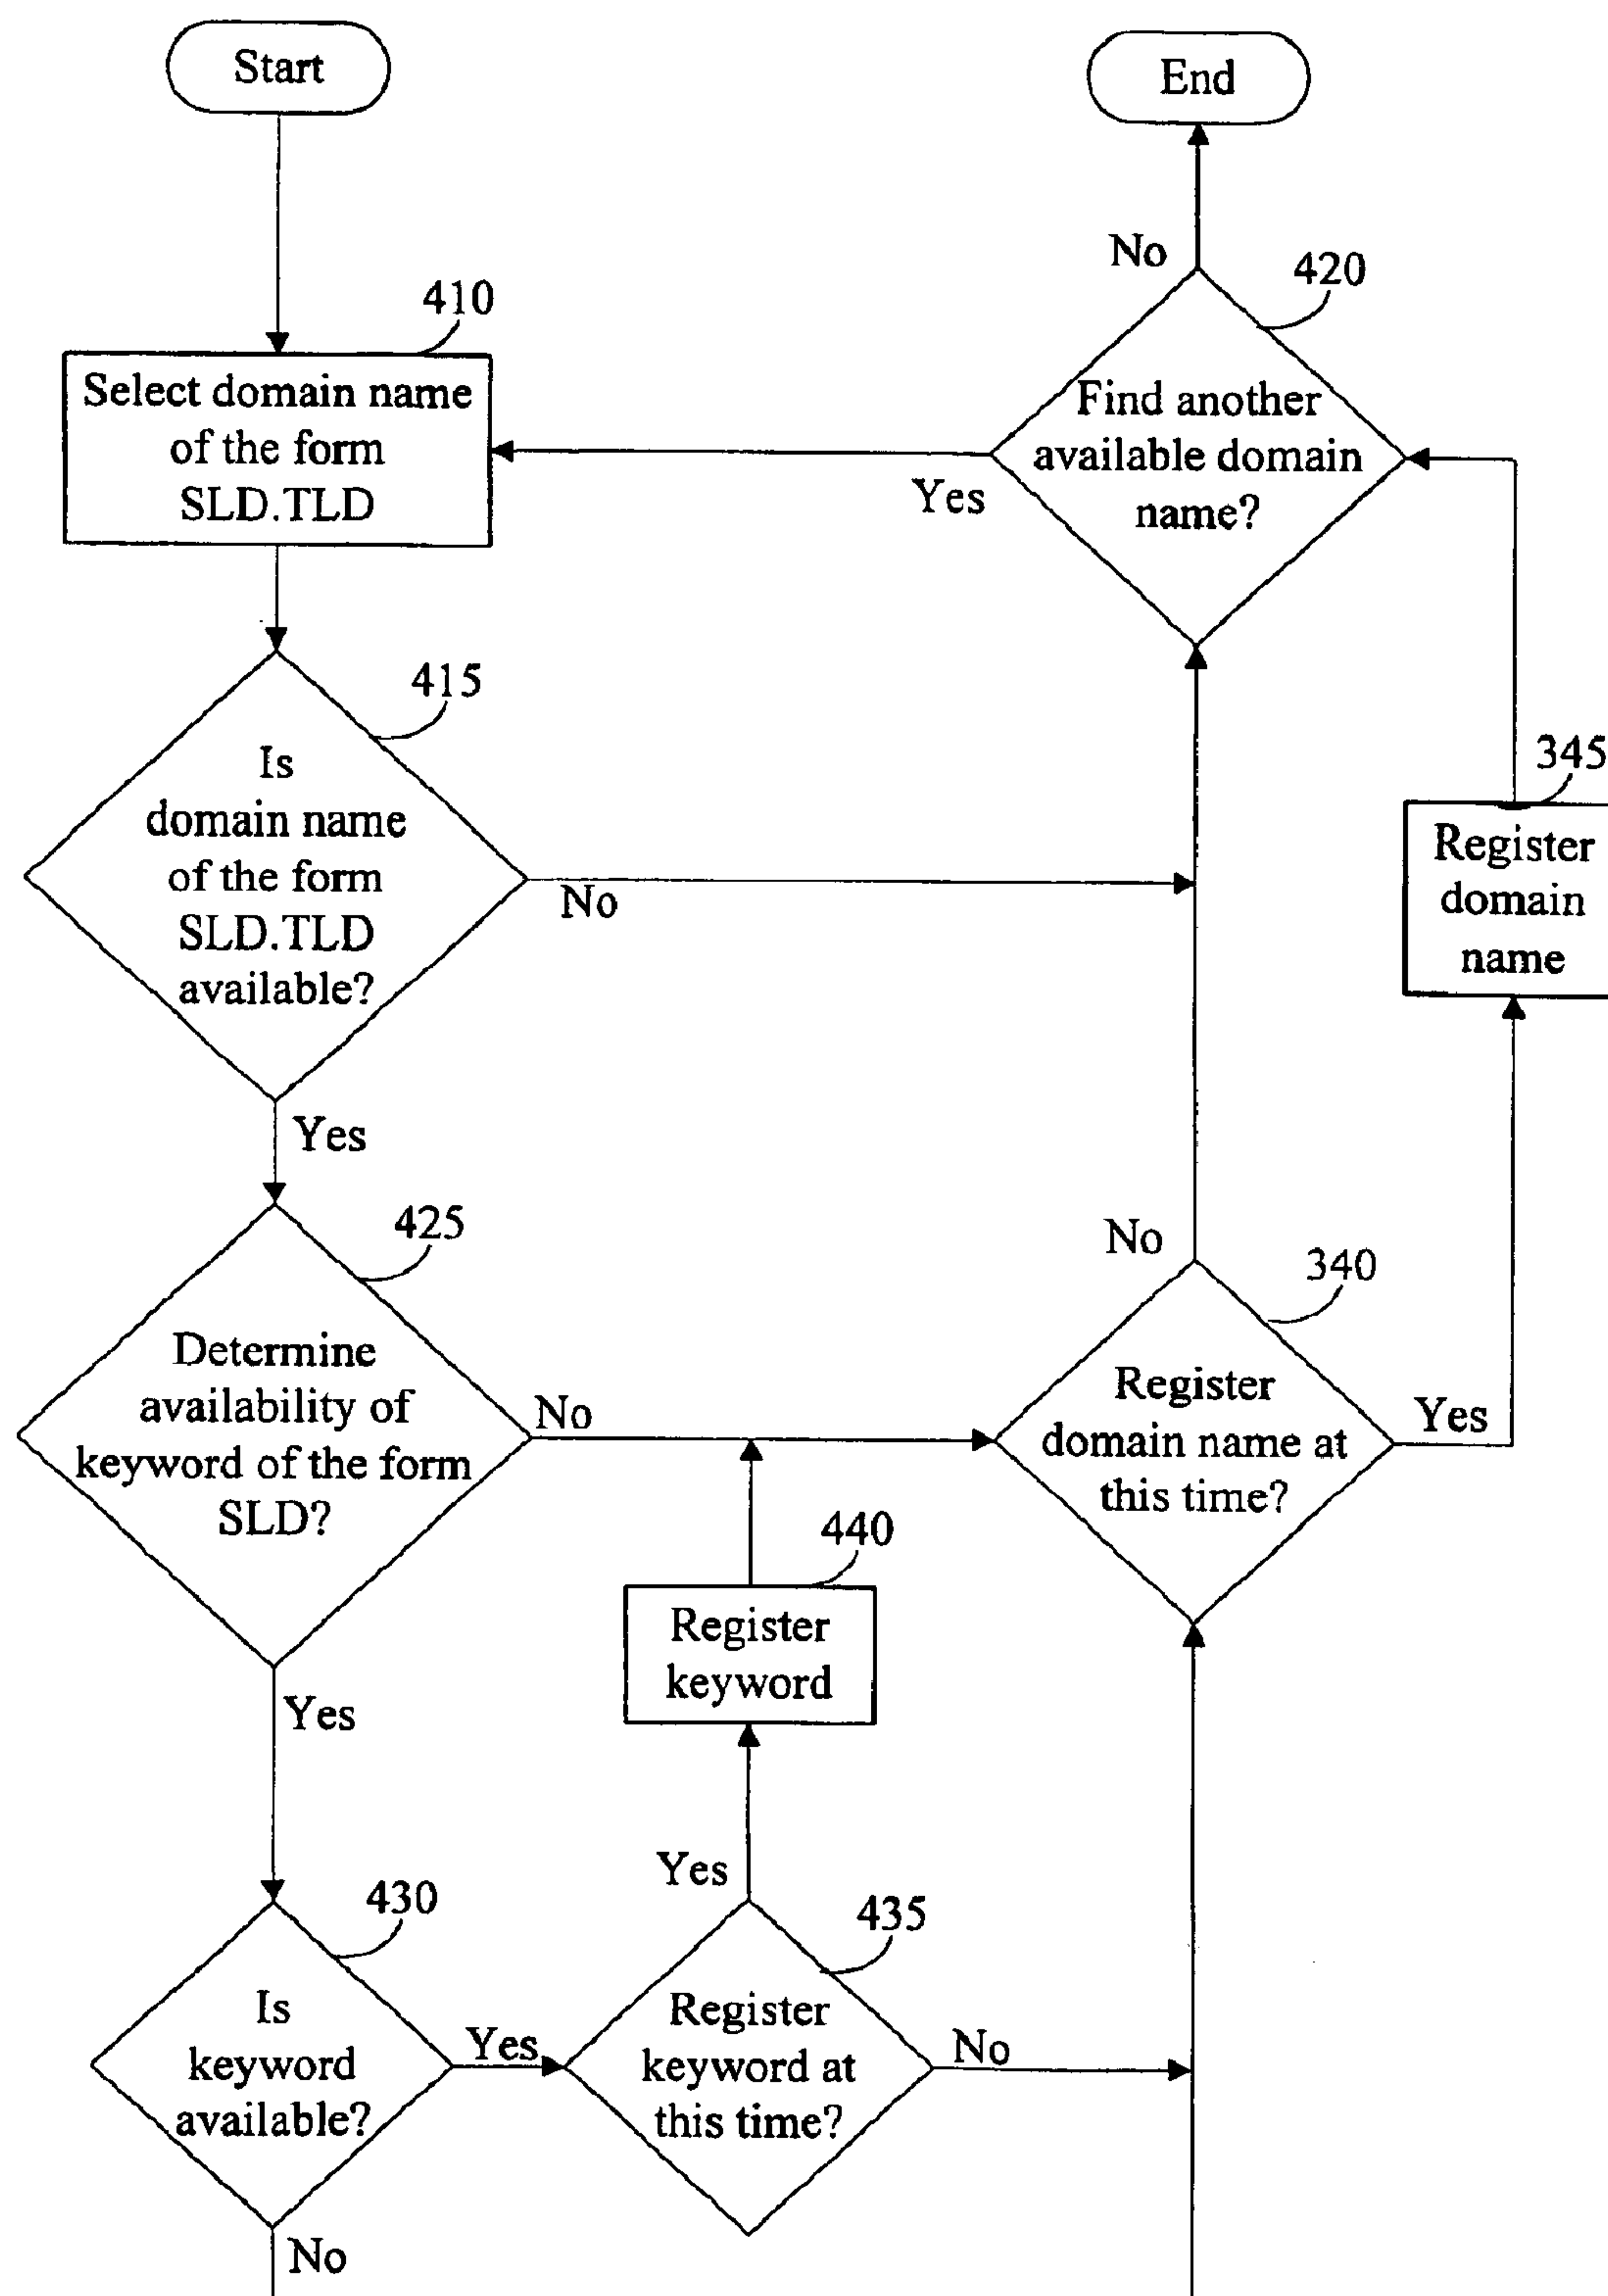 Start
End
No
420
410
Select domain name
of the form
SLD.TLD
Find another
available domain
name?
Yes
415
Is
domain name
of the form
SLD.TLD
available?
No
345
Register
domain
name
Yes
425
No
340
Determine
availability of
keyword of the form
SLD?
No
Register
domain name at
this time?
Yes
440
Register
keyword
Yes
Yes
430
435
Is
keyword
available?
Yes
Register
keyword at
this time?
No
No